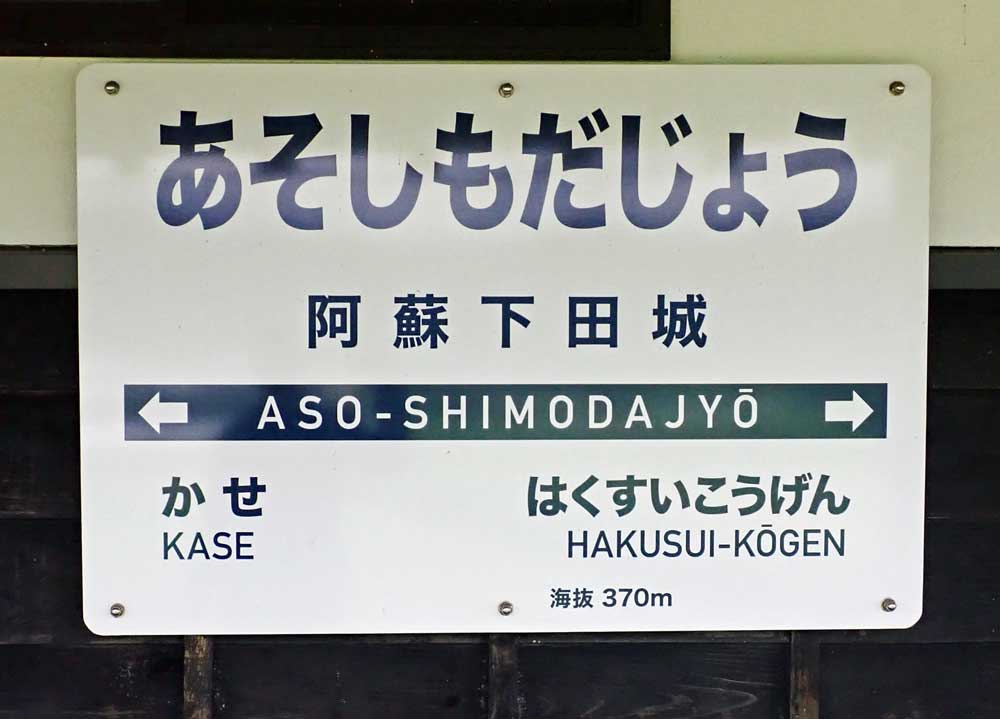 あそしもだじょう
阿蘇下田城
ASO-SHIMODAJYŌ
かせ はくすいこうげん
KASE HAKUSUI-KŌGEN
海抜 370m